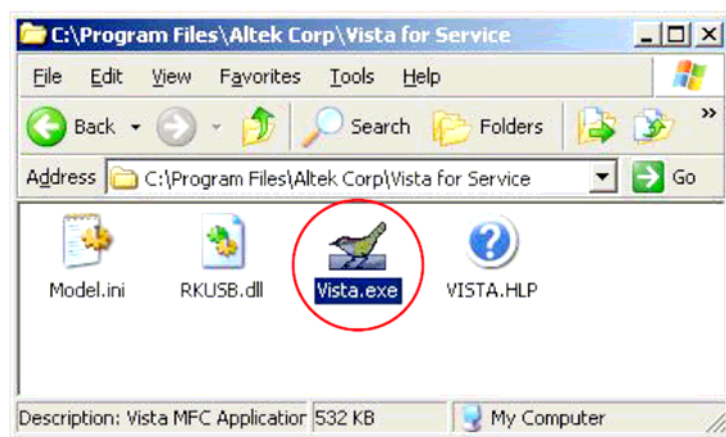 C:\Program Files\Altek Corp\Vista for Service
File Edit View Favorites Tools Help
Back Search Folders »
Address C:\Program Files\Altek Corp\Vista for Service Go
Model.ini RKUSB.dll Vista.exe VISTA.HLP
Description: Vista MFC Application 532 KB My Computer